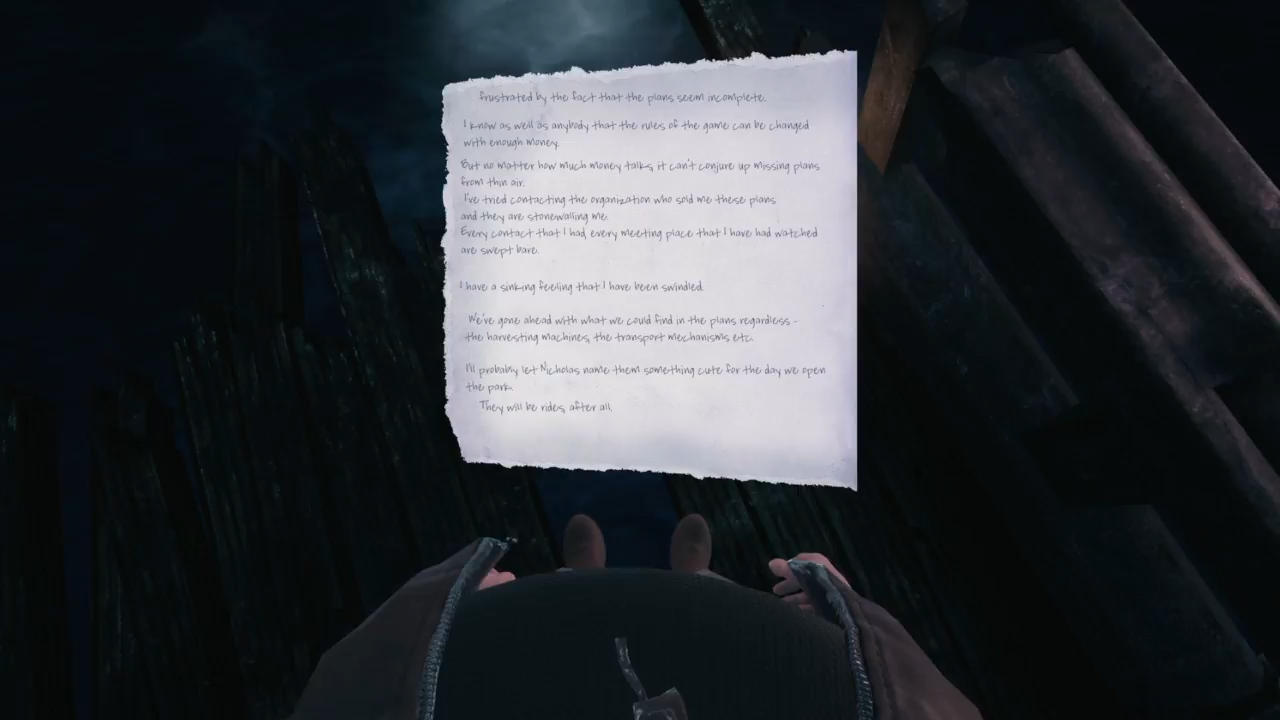 frustrated by the fact that the plans seem incomplete.
I know as well as anybody that the rules of the game can be changed
with enough money.
But no matter how much money talks, it can't conjure up missing plans
from thin air.
I've tried contacting the organization who sold me these plans
and they are stonewalling me.
Every contact that I had, every meeting place that I have had watched
are swept bare.
I have a sinking feeling that I have been swindled.
We've gone ahead with what we could find in the plans regardless -
the harvesting machines, the transport mechanisms etc.
I'll probably let Nicholas name them something cute for the day we open
the park.
They will be rides, after all.